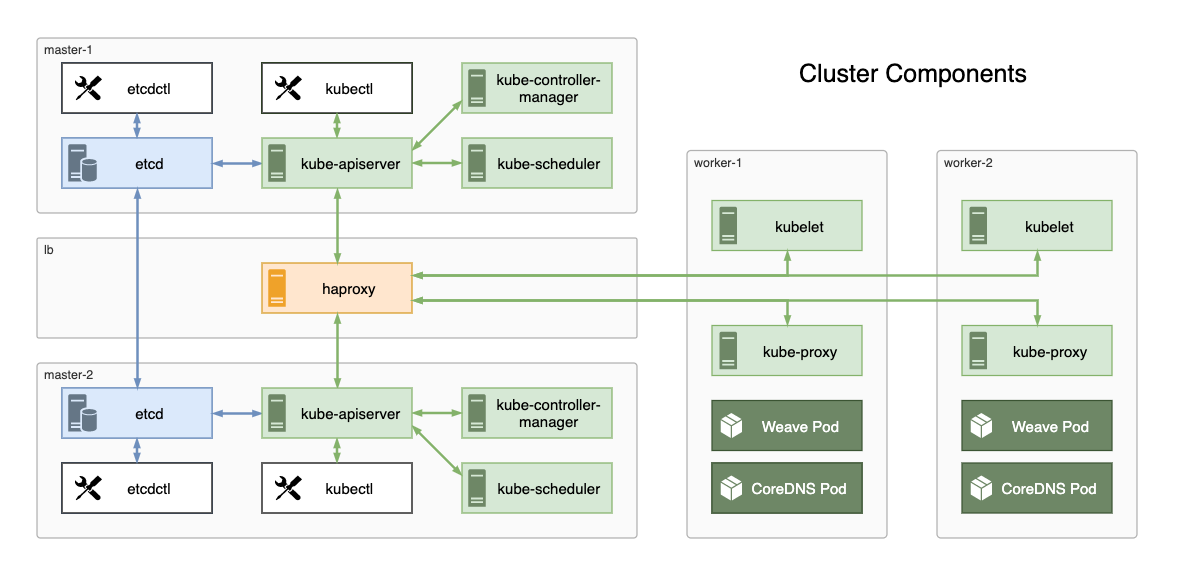 Cluster Components
master-1
etcdctl
kubectl
kube-controller-
manager
etcd
kube-apiserver
kube-scheduler
lb
haproxy
master-2
etcd
kube-apiserver
kube-controller-
manager
etcdctl
kubectl
kube-scheduler
worker-1
kubelet
kube-proxy
Weave Pod
CoreDNS Pod
worker-2
kubelet
kube-proxy
Weave Pod
CoreDNS Pod